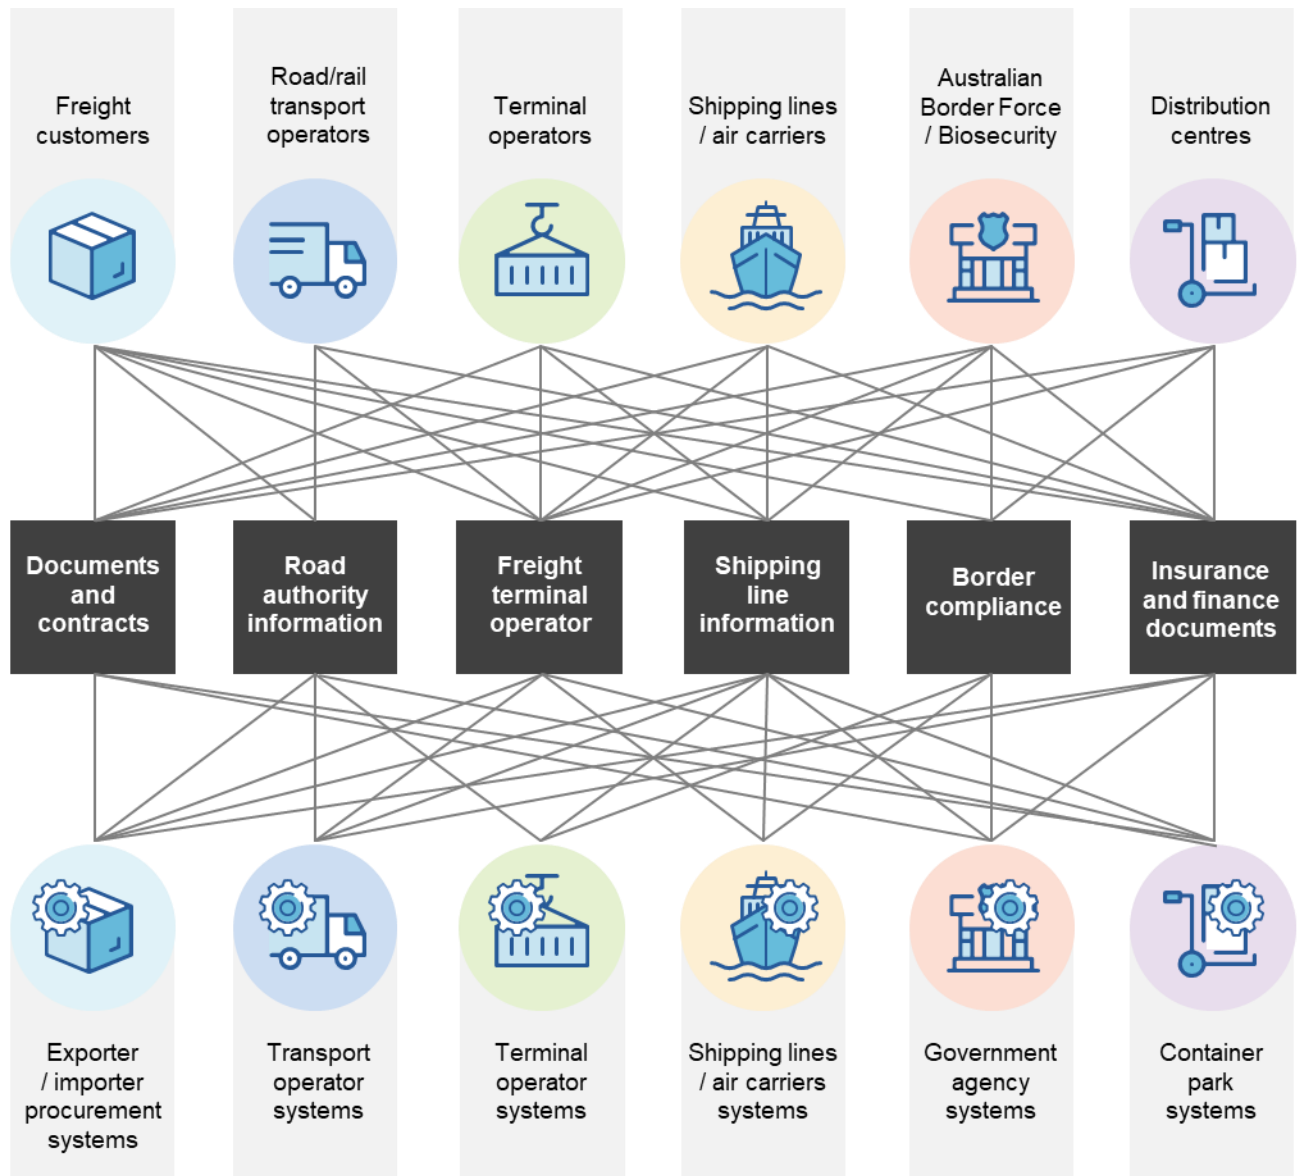 Freight
customers
Road/rail
transport
operators
Terminal
operators
Shipping lines
/ air carriers
Australian
Border Force
/ Biosecurity
Distribution
centres
Documents
and
contracts
Road
authority
information
Freight
terminal
operator
Shipping
line
information
Border
compliance
Insurance
and finance
documents
Exporter
/ importer
procurement
systems
Transport
operator
systems
Terminal
operator
systems
Shipping lines
/ air carriers
systems
Government
agency
systems
Container
park
systems